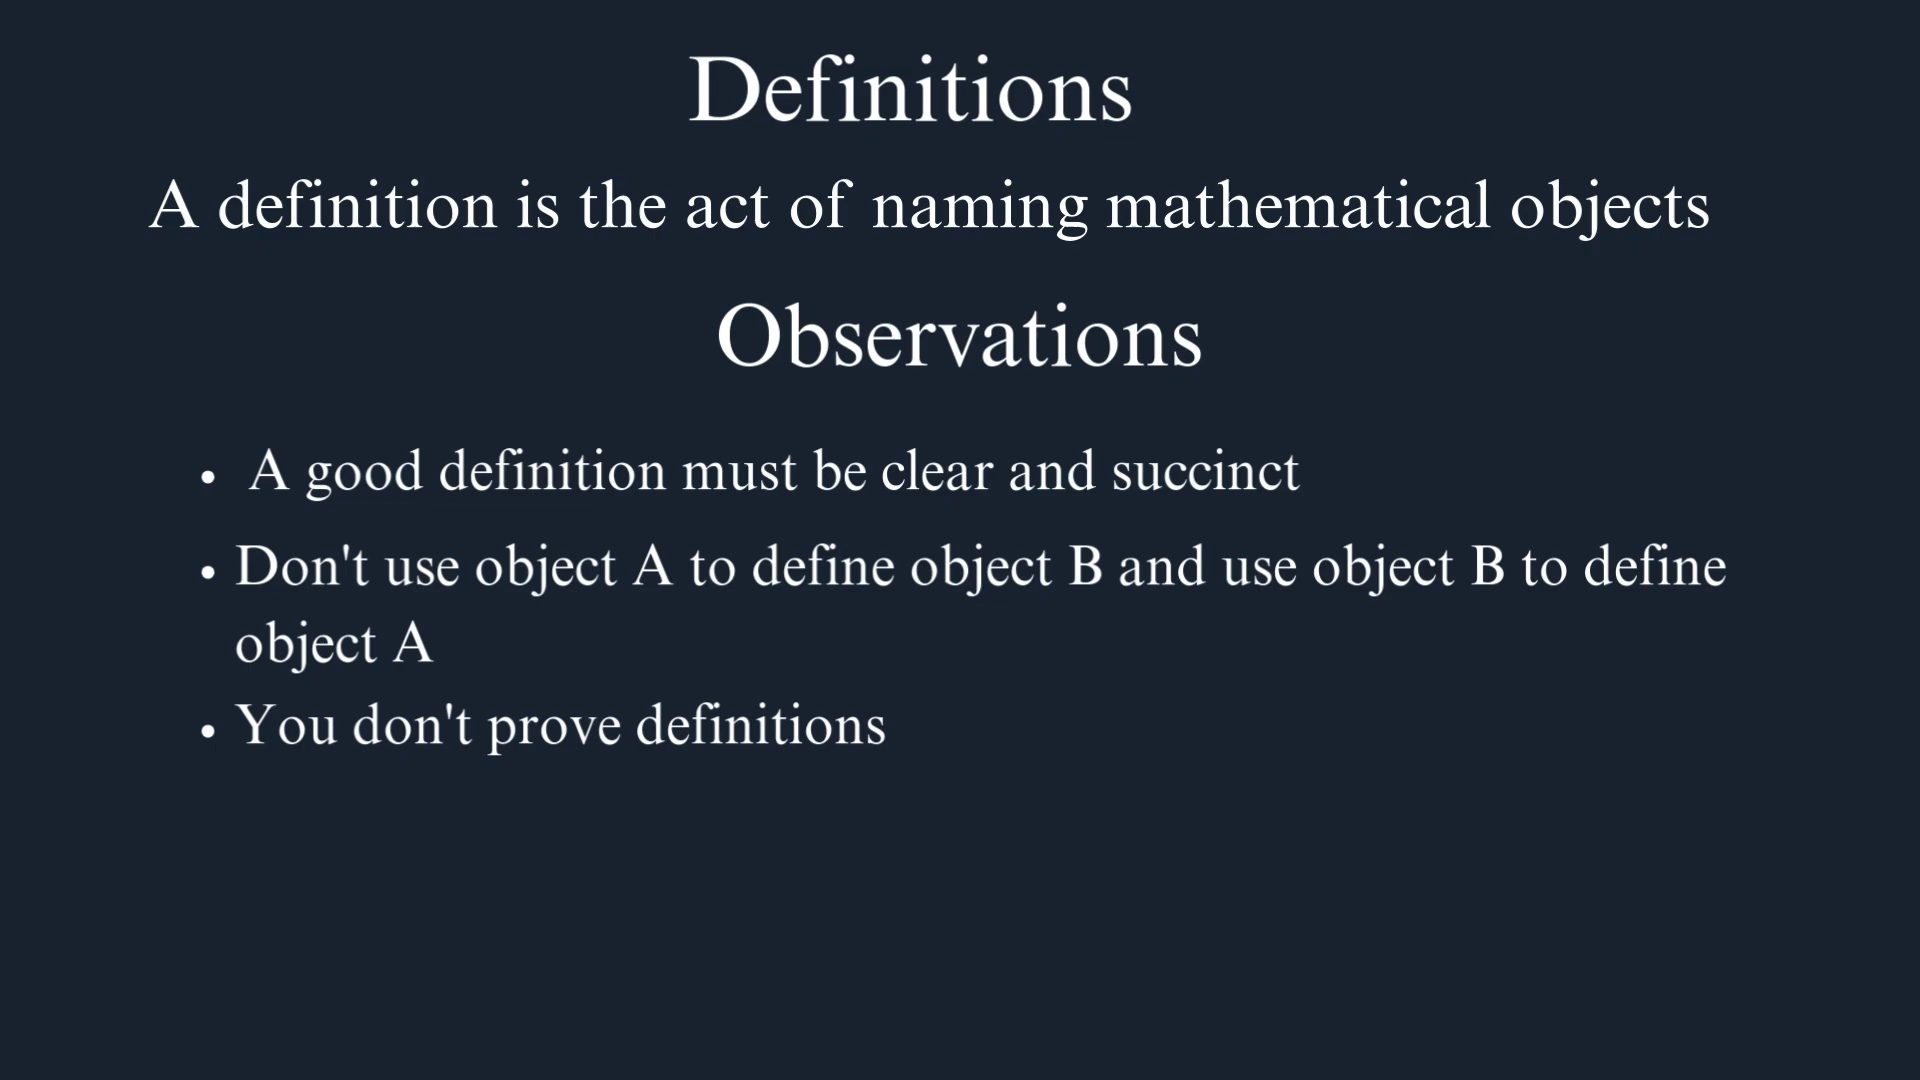 Definitions
A definition is the act of naming mathematical objects
Observations
• A good definition must be clear and succinct
• Don't use object A to define object B and use object B to define
object A
• You don't prove definitions